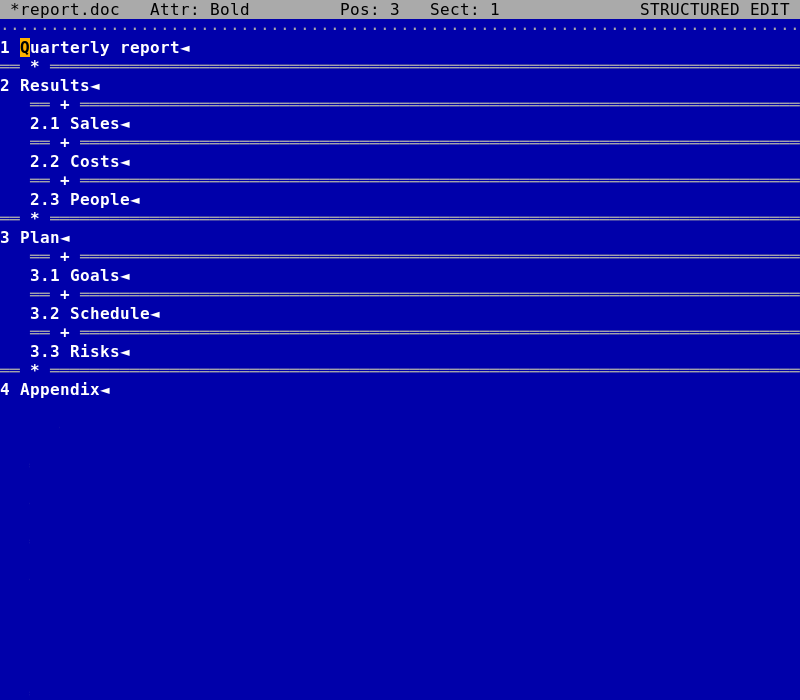 *report.doc   Attr: Bold         Pos: 3   Sect: 1              STRUCTURED EDIT
................................................................................
1 Quarterly report◄
══ * ═══════════════════════════════════════════════════════════════════════════
2 Results◄
   ══ + ════════════════════════════════════════════════════════════════════════
   2.1 Sales◄
   ══ + ════════════════════════════════════════════════════════════════════════
   2.2 Costs◄
   ══ + ════════════════════════════════════════════════════════════════════════
   2.3 People◄
══ * ═══════════════════════════════════════════════════════════════════════════
3 Plan◄
   ══ + ════════════════════════════════════════════════════════════════════════
   3.1 Goals◄
   ══ + ════════════════════════════════════════════════════════════════════════
   3.2 Schedule◄
   ══ + ════════════════════════════════════════════════════════════════════════
   3.3 Risks◄
══ * ═══════════════════════════════════════════════════════════════════════════
4 Appendix◄